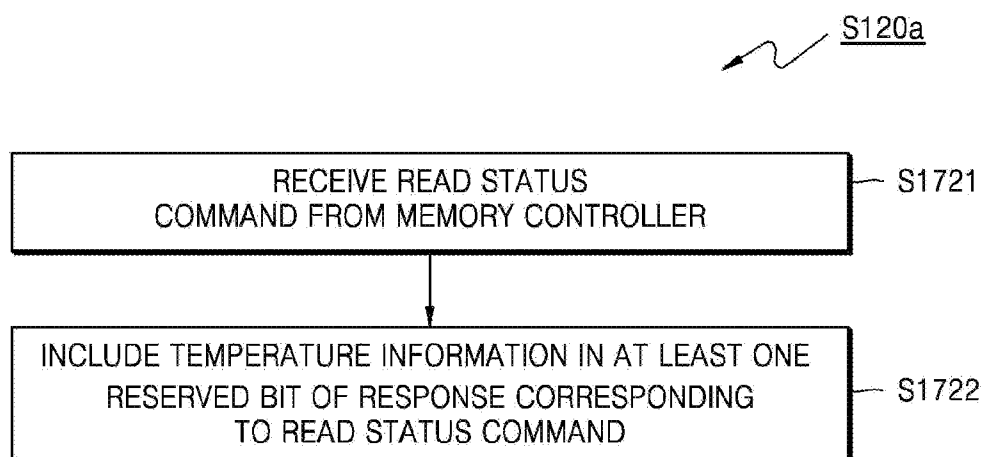 S120a
RECEIVE READ STATUS
COMMAND FROM MEMORY CONTROLLER
S1721
INCLUDE TEMPERATURE INFORMATION IN AT LEAST ONE
RESERVED BIT OF RESPONSE CORRESPONDING
TO READ STATUS COMMAND
S1722